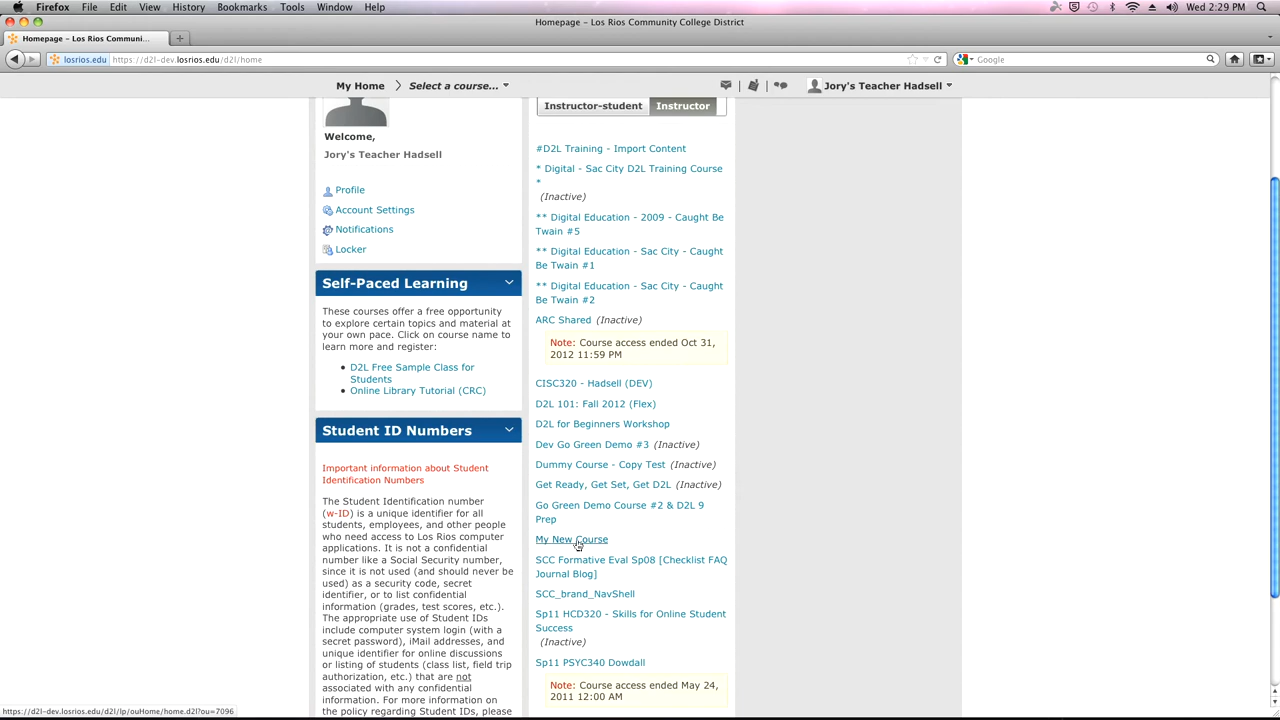 Firefox File Edit View History Bookmarks Tools Window Help Wed 2:29 PM
Homepage - Los Rios Community College District
Homepage - Los Rios Communi... +
losrios.edu https://d2l-dev.losrios.edu/d2l/home Google
My Home Select a course... Jory's Teacher Hadsell
Welcome,
Jory's Teacher Hadsell
Profile
Account Settings
Notifications
Locker
Self-Paced Learning
These courses offer a free opportunity
to explore certain topics and material at
your own pace. Click on course name to
learn more and register:
• D2L Free Sample Class for
Students
• Online Library Tutorial (CRC)
Student ID Numbers
Important information about Student
Identification Numbers
The Student Identification number
(w-ID) is a unique identifier for all
students, employees, and other people
who need access to Los Rios computer
applications. It is not a confidential
number like a Social Security number,
since it is not used (and should never be
used) as a security code, secret
identifier, or to list confidential
information (grades, test scores, etc.).
The appropriate use of Student IDs
include computer system login (with a
secret password), iMail addresses, and
unique identifier for online discussions
or listing of students (class list, field trip
authorization, etc.) that are not
associated with any confidential
information. For more information on
the policy regarding Student IDs, please
Instructor-student Instructor
#D2L Training - Import Content
* Digital - Sac City D2L Training Course
*
(Inactive)
** Digital Education - 2009 - Caught Be
Twain #5
** Digital Education - Sac City - Caught
Be Twain #1
** Digital Education - Sac City - Caught
Be Twain #2
ARC Shared (Inactive)
Note: Course access ended Oct 31,
2012 11:59 PM
CISC320 - Hadsell (DEV)
D2L 101: Fall 2012 (Flex)
D2L for Beginners Workshop
Dev Go Green Demo #3 (Inactive)
Dummy Course - Copy Test (Inactive)
Get Ready, Get Set, Get D2L (Inactive)
Go Green Demo Course #2 & D2L 9
Prep
My New Course
SCC Formative Eval Sp08 [Checklist FAQ
Journal Blog]
SCC_brand_NavShell
Sp11 HCD320 - Skills for Online Student
Success
(Inactive)
Sp11 PSYC340 Dowdall
Note: Course access ended May 24,
2011 12:00 AM
https://d2l-dev.losrios.edu/d2l/lp/ouHome/home.d2l?ou=7096